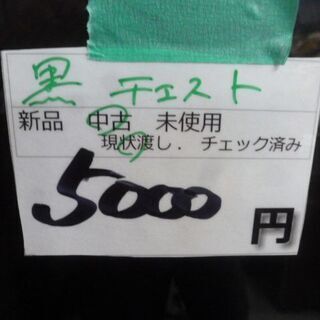 黒 チェスト
新品 中古 未使用
現状渡し. チェック済み
5000 円